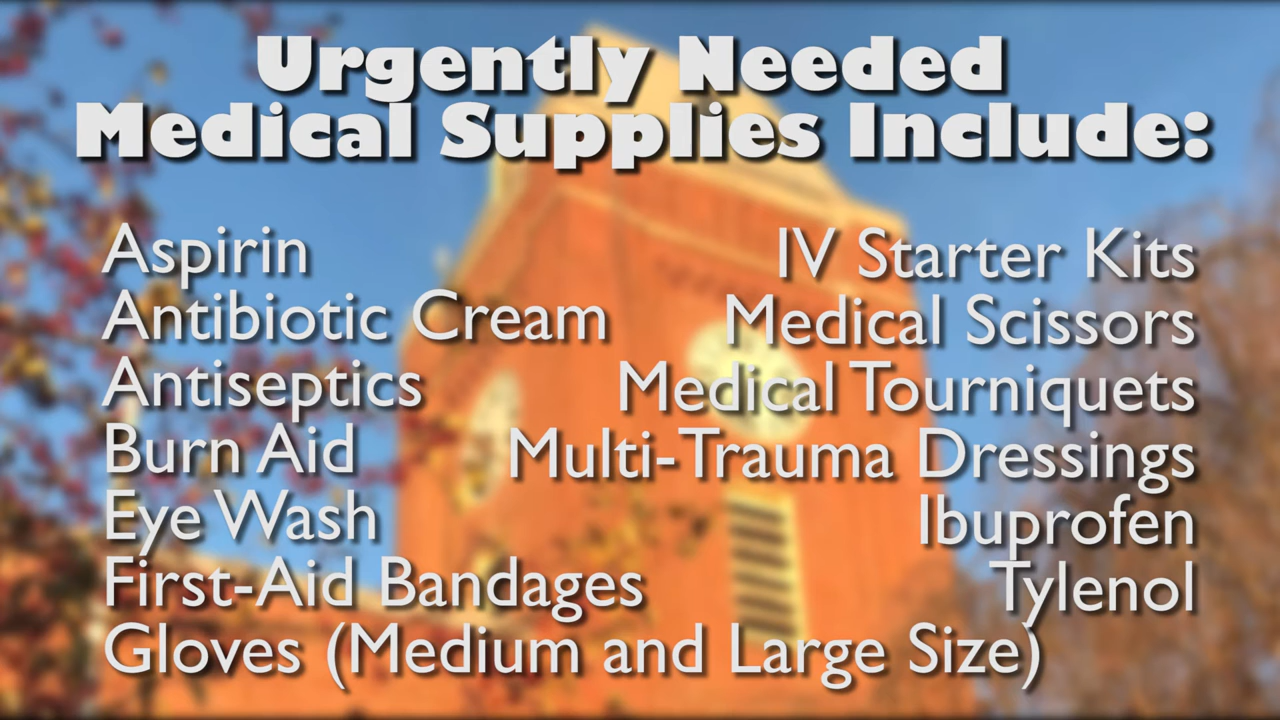 Urgently Needed
Medical Supplies Include:
Aspirin
Antibiotic Cream
Antiseptics
Burn Aid
Eye Wash
First-Aid Bandages
Gloves (Medium and Large Size)
IV Starter Kits
Medical Scissors
Medical Tourniquets
Multi-Trauma Dressings
Ibuprofen
Tylenol